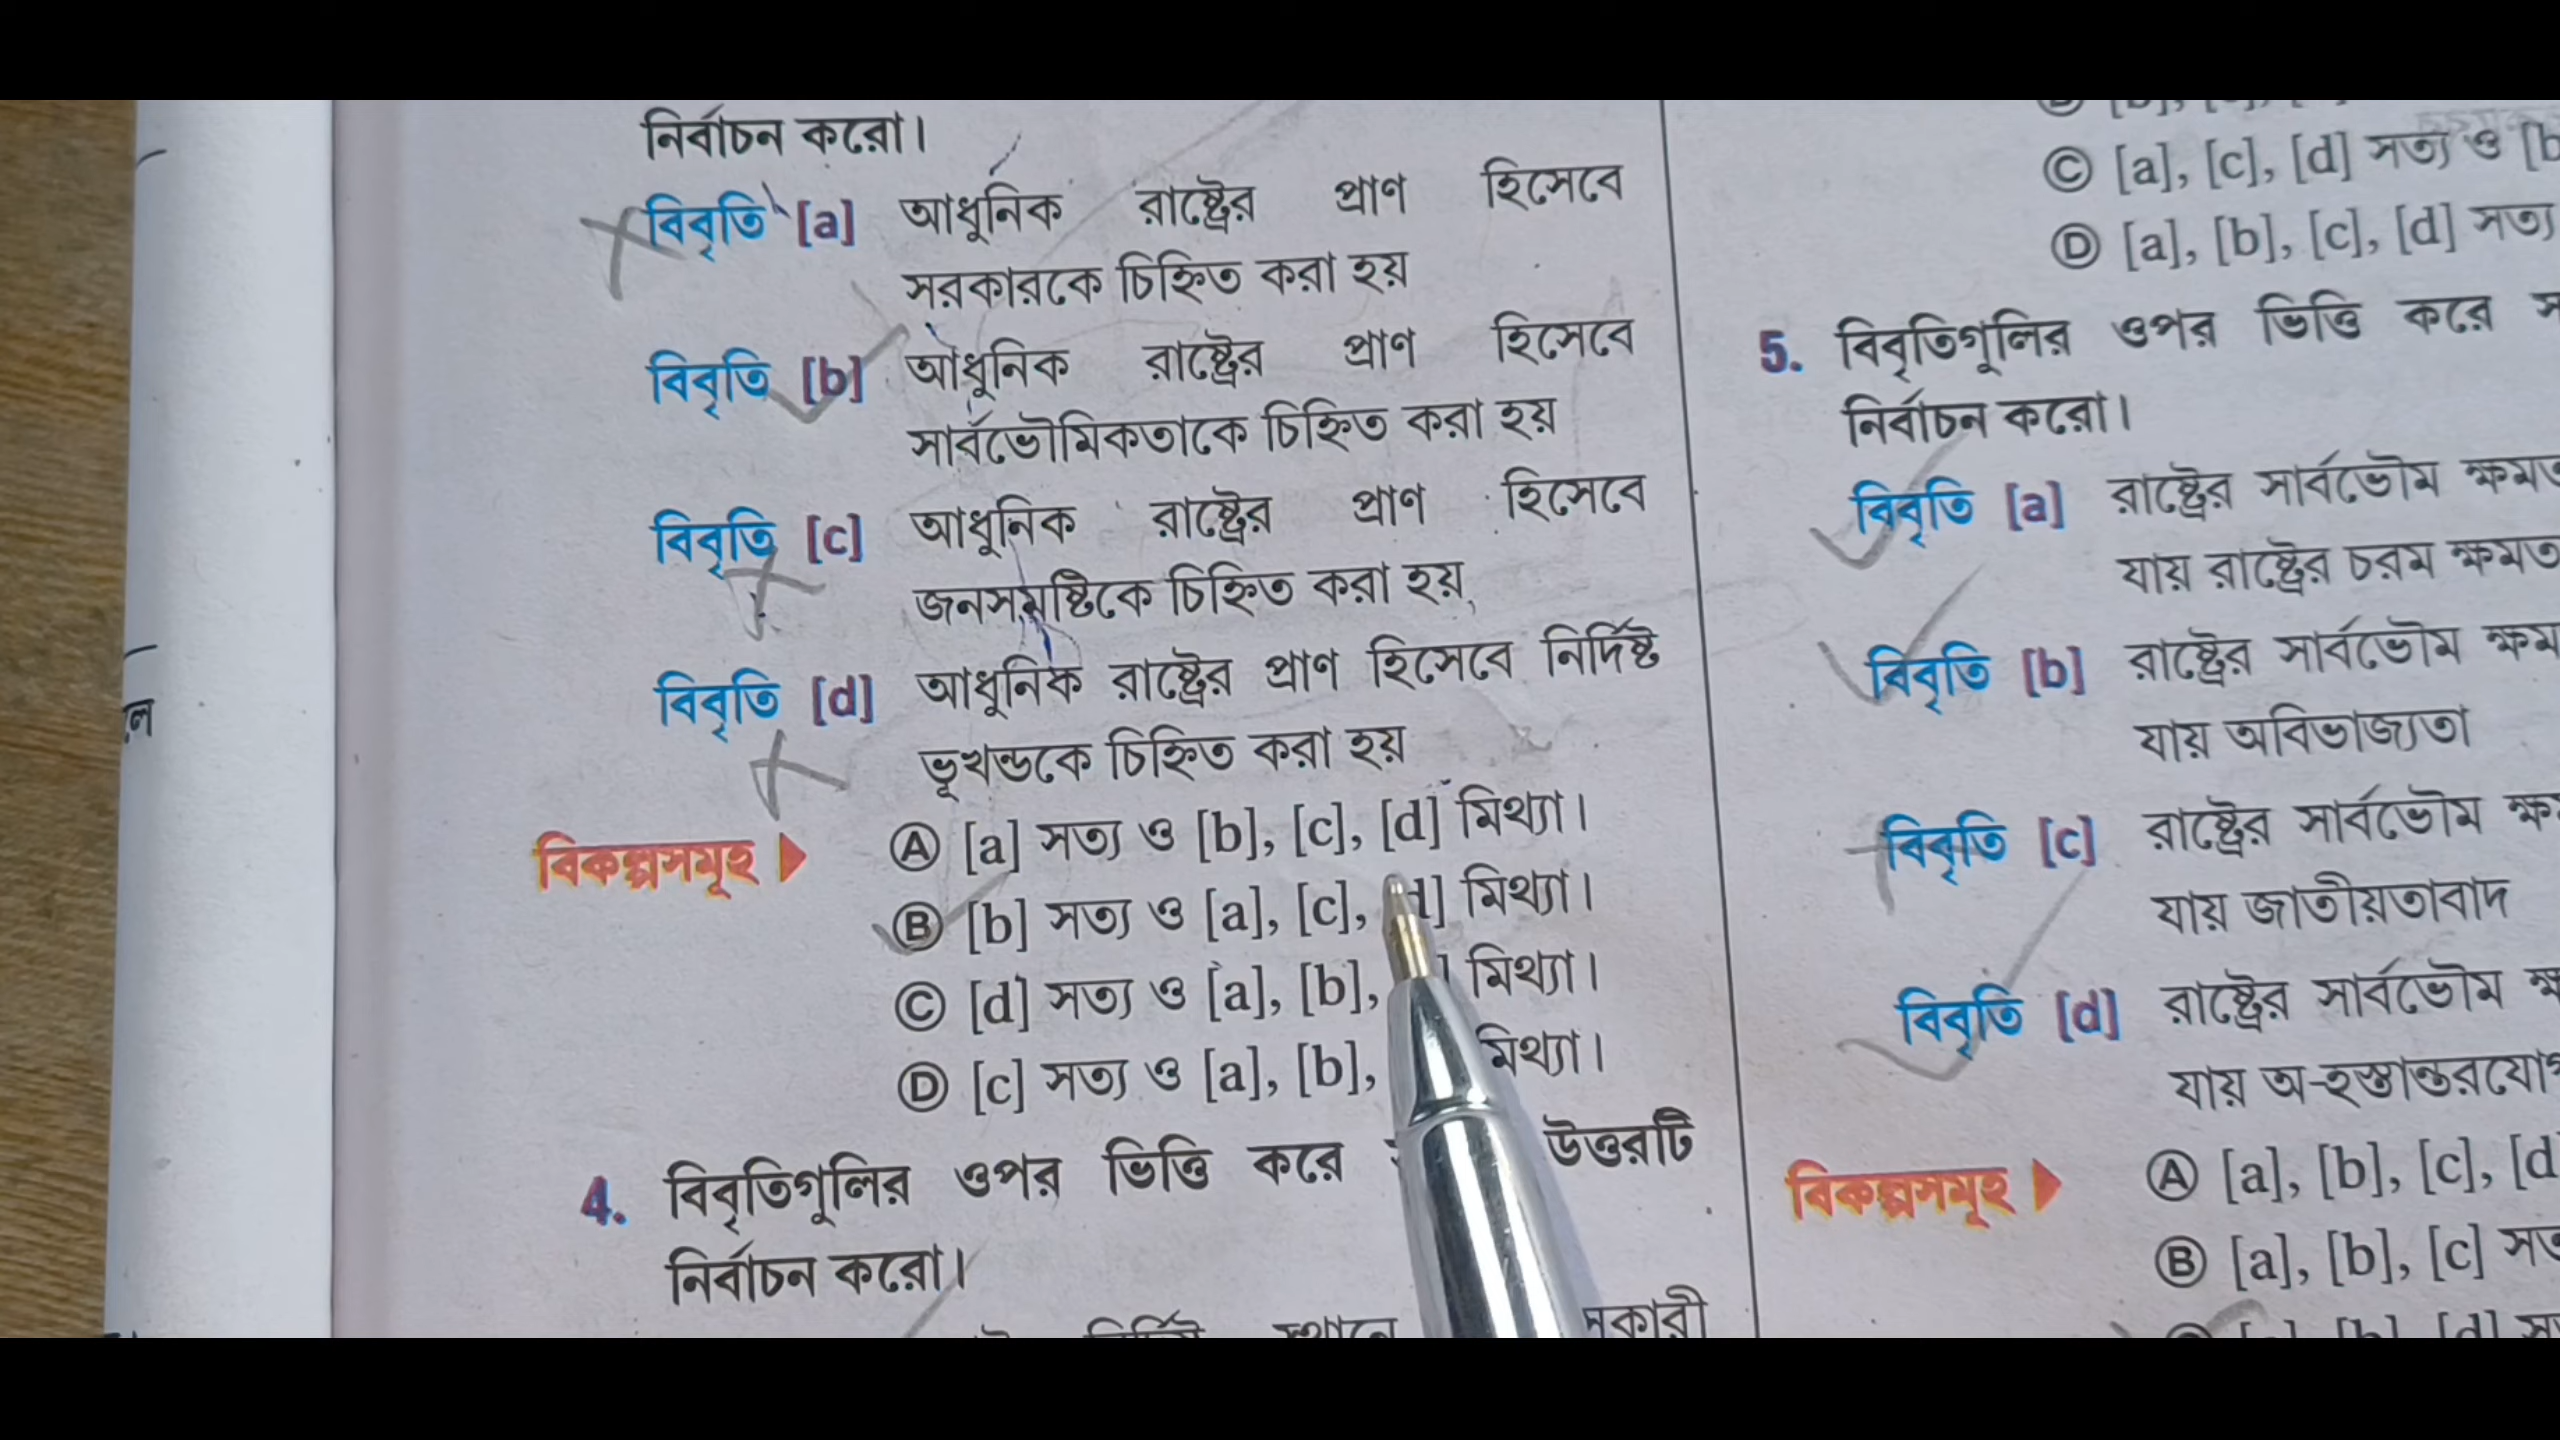 নির্বাচন করো।
বিবৃতি [a] আধুনিক রাষ্ট্রের প্রাণ হিসেবে
সরকারকে চিহ্নিত করা হয়
বিবৃতি [b] আধুনিক রাষ্ট্রের প্রাণ হিসেবে
সার্বভৌমিকতাকে চিহ্নিত করা হয়
বিবৃতি [c] আধুনিক রাষ্ট্রের প্রাণ হিসেবে
জনসমষ্টিকে চিহ্নিত করা হয়
বিবৃতি [d] আধুনিক রাষ্ট্রের প্রাণ হিসেবে নির্দিষ্ট
ভূখন্ডকে চিহ্নিত করা হয়
বিকল্পসমূহ ▶ Ⓐ [a] সত্য ও [b], [c], [d] মিথ্যা।
Ⓑ [b] সত্য ও [a], [c], [d] মিথ্যা।
Ⓒ [d] সত্য ও [a], [b], মিথ্যা।
Ⓓ [c] সত্য ও [a], [b], মিথ্যা।
4. বিবৃতিগুলির ওপর ভিত্তি করে উত্তরটি
নির্বাচন করো।
Ⓒ [a], [c], [d] সত্য ও [b
Ⓓ [a], [b], [c], [d] সত্য
5. বিবৃতিগুলির ওপর ভিত্তি করে
নির্বাচন করো।
বিবৃতি [a] রাষ্ট্রের সার্বভৌম
যায় রাষ্ট্রের চরম
বিবৃতি [b] রাষ্ট্রের সার্বভৌম
যায় অবিভাজ্যতা
বিবৃতি [c] রাষ্ট্রের সার্বভৌম
যায় জাতীয়তাবাদ
বিবৃতি [d] রাষ্ট্রের সার্বভৌম
যায়
বিকল্পসমূহ ▶ Ⓐ [a], [b], [c], [d
Ⓑ [a], [b], [c]